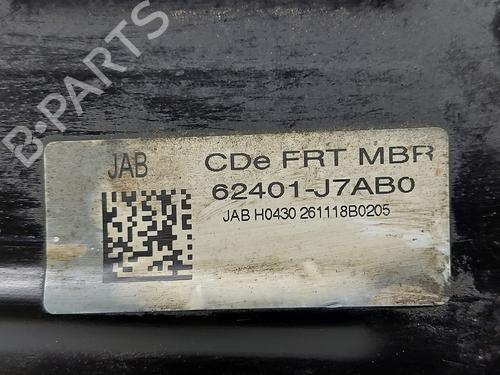 B-PARTS
JAB
CDe FRT MBR
62401-J7AB0
JAB H0430 261118B0205